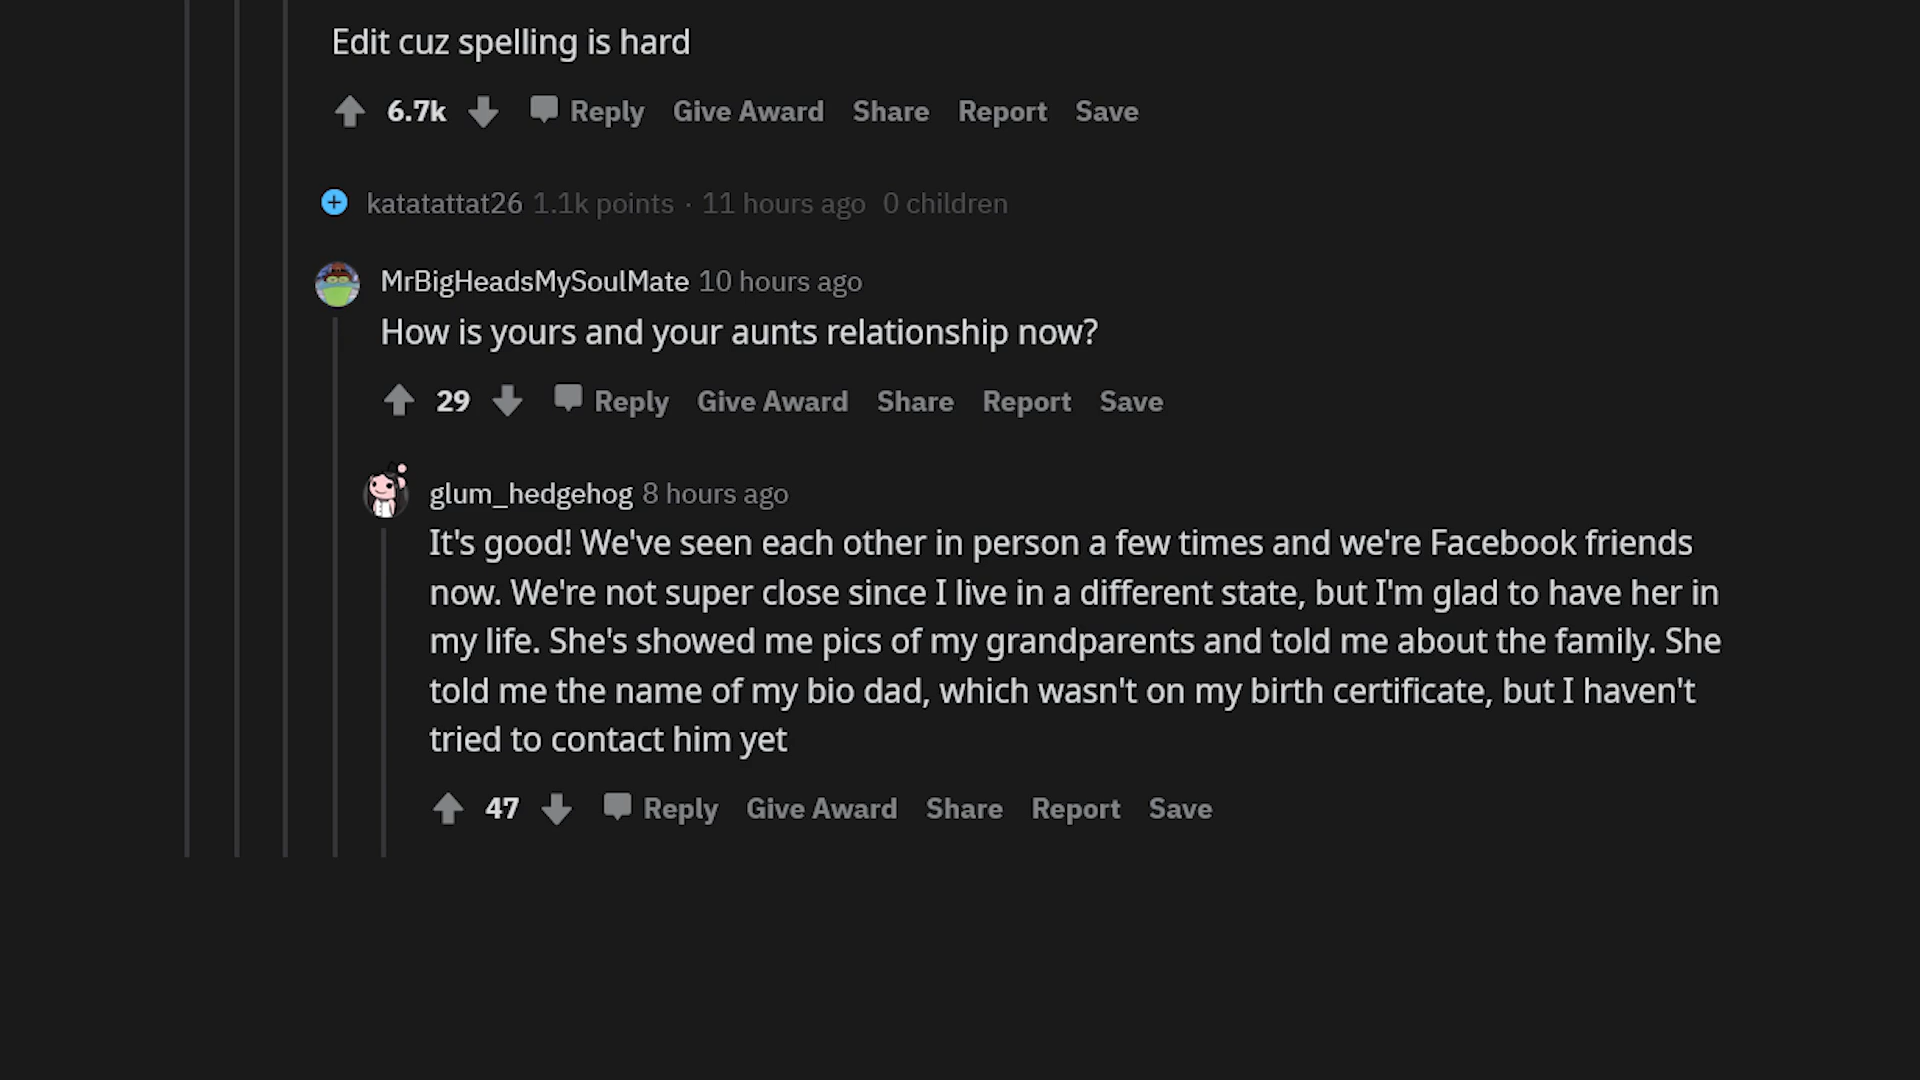 Edit cuz spelling is hard
6.7k Reply Give Award Share Report Save
katatattat26 1.1k points · 11 hours ago 0 children
MrBigHeadsMySoulMate 10 hours ago
How is yours and your aunts relationship now?
29 Reply Give Award Share Report Save
glum_hedgehog 8 hours ago
It's good! We've seen each other in person a few times and we're Facebook friends
now. We're not super close since I live in a different state, but I'm glad to have her in
my life. She's showed me pics of my grandparents and told me about the family. She
told me the name of my bio dad, which wasn't on my birth certificate, but I haven't
tried to contact him yet
47 Reply Give Award Share Report Save